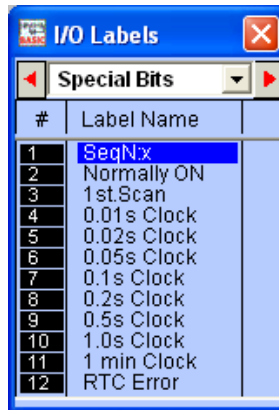 BASIC
I/O Labels
Special Bits
# Label Name
1 SeqN:x
2 Normally ON
3 1st.Scan
4 0.01s Clock
5 0.02s Clock
6 0.05s Clock
7 0.1s Clock
8 0.2s Clock
9 0.5s Clock
10 1.0s Clock
11 1 min Clock
12 RTC Error